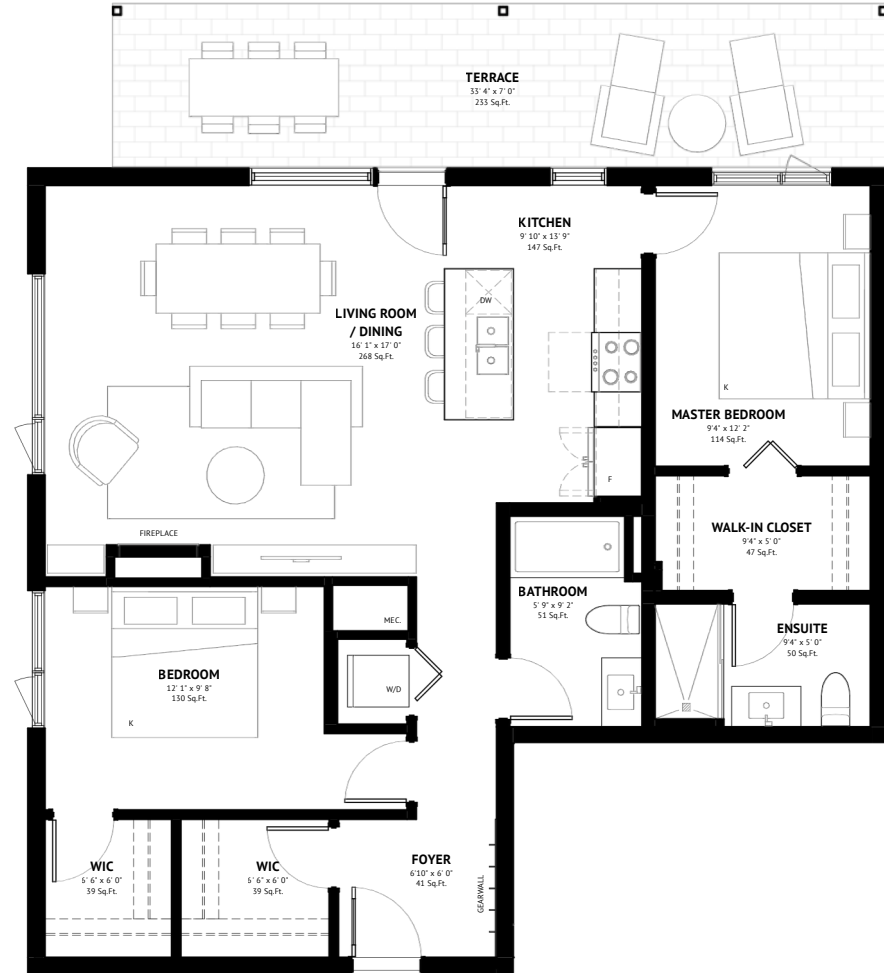 TERRACE
33' 4" x 7' 0"
233 Sq.Ft.
KITCHEN
9' 10" x 13' 9"
147 Sq.Ft.
DW
LIVING ROOM
/ DINING
16' 1" x 17' 0"
268 Sq.Ft.
K
MASTER BEDROOM
9'4" x 12' 2"
114 Sq.Ft.
F
FIREPLACE
WALK-IN CLOSET
9'4" x 5' 0"
47 Sq.Ft.
BATHROOM
5' 9" x 9' 2"
51 Sq.Ft.
MEC.
ENSUITE
9'4" x 5' 0"
50 Sq.Ft.
BEDROOM
12' 1" x 9' 8"
130 Sq.Ft.
W/D
K
WIC
6' 6" x 6' 0"
39 Sq.Ft.
WIC
6' 6" x 6' 0"
39 Sq.Ft.
FOYER
6'10" x 6' 0"
41 Sq.Ft.
GEARWALL